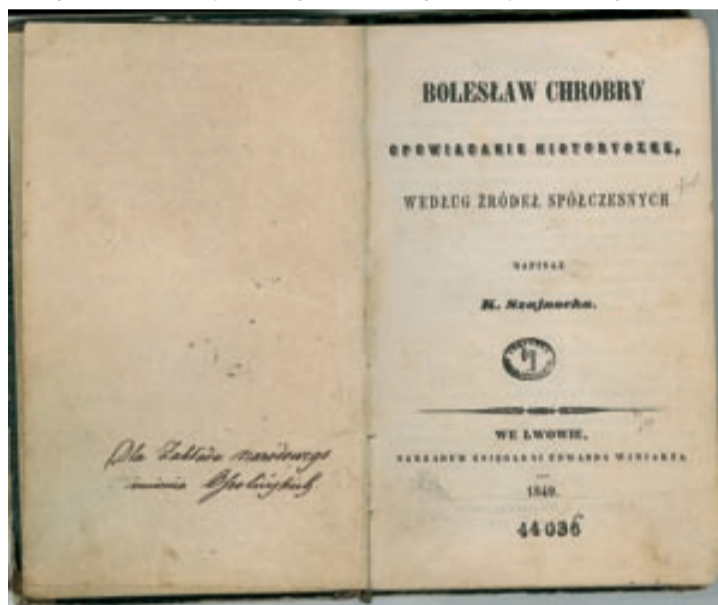 Dla Zakładu narodowego
imienia Ossolińskich
BOLESŁAW CHROBRY
OPOWIADANIE HISTORYCZNE,
WEDŁUG ŹRÓDEŁ SPÓŁCZESNYCH
NAPISAŁ
K. Szajnocha.
WE LWOWIE,
NAKŁADEM KSIĘGARNI EDWARDA WINIARZA
1849.
44036